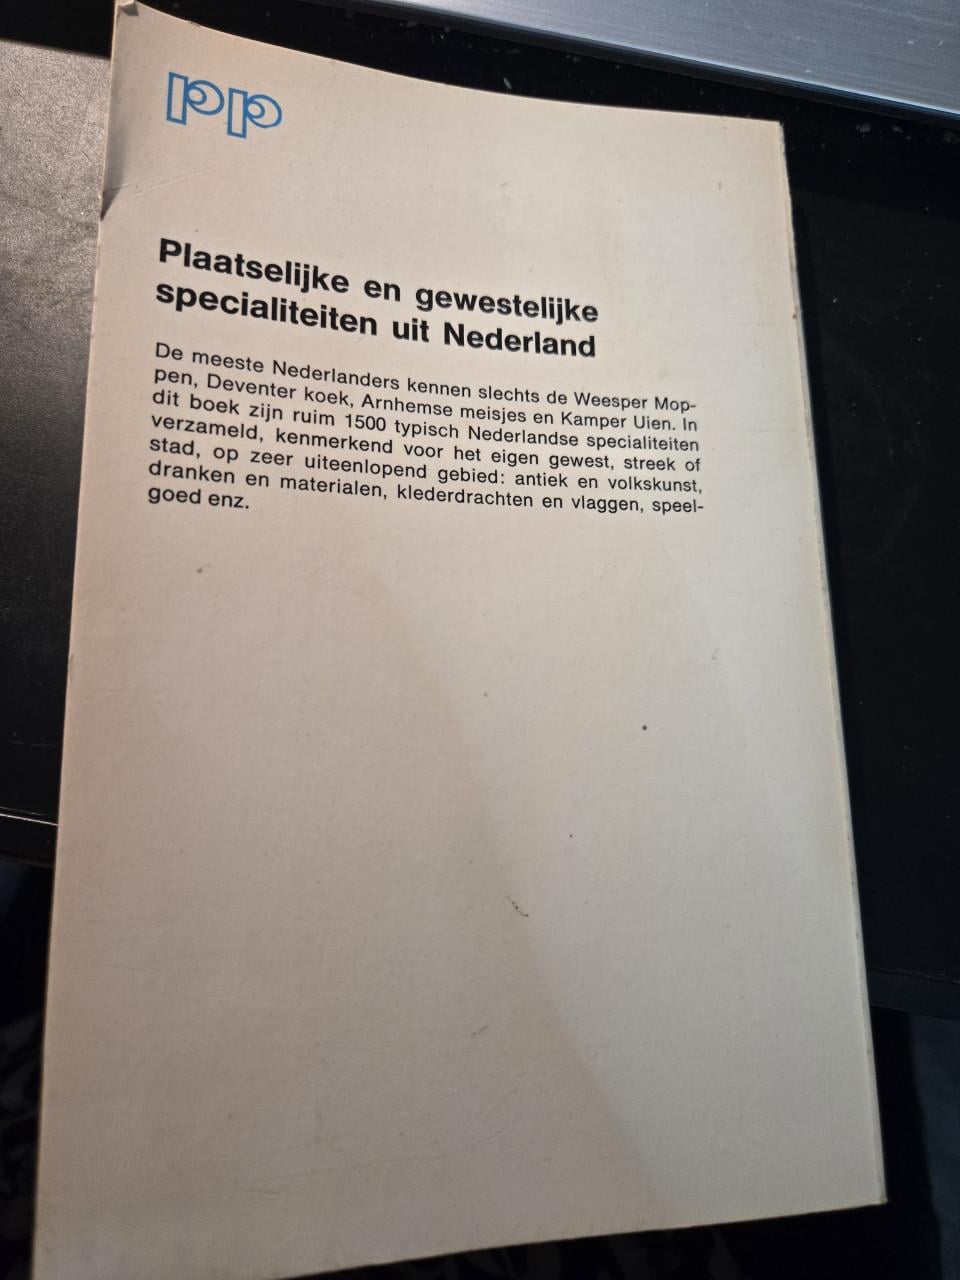 pp
Plaatselijke en gewestelijke
specialiteiten uit Nederland
De meeste Nederlanders kennen slechts de Weesper Mop-
pen, Deventer koek, Arnhemse meisjes en Kamper Uien. In
dit boek zijn ruim 1500 typisch Nederlandse specialiteiten
verzameld, kenmerkend voor het eigen gewest, streek of
stad, op zeer uiteenlopend gebied: antiek en volkskunst,
dranken en materialen, klederdrachten en vlaggen, speel-
goed enz.